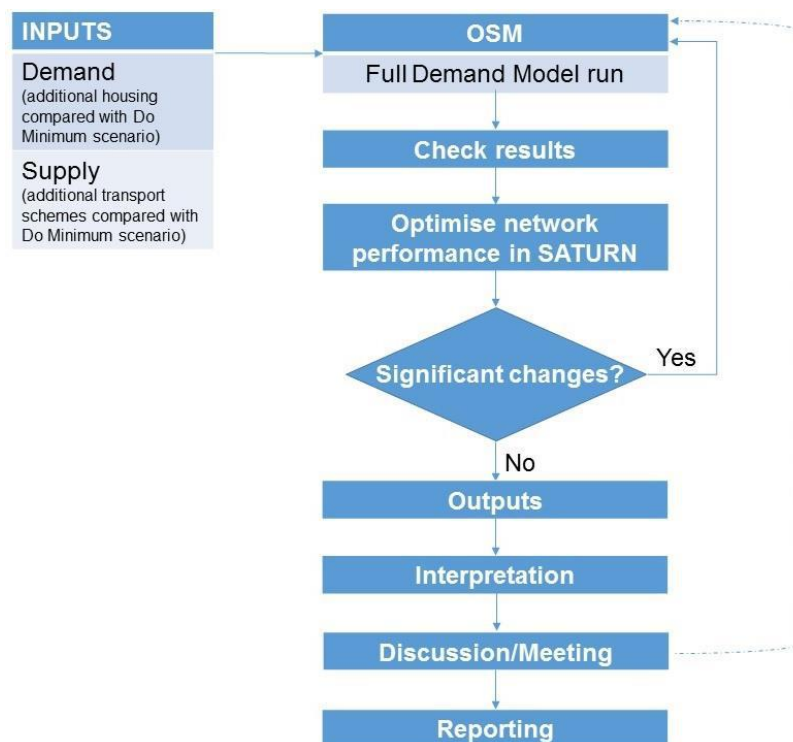 INPUTS
Demand
(additional housing
compared with Do
Minimum scenario)
Supply
(additional transport
schemes compared with
Do Minimum scenario)
OSM
Full Demand Model run
Check results
Optimise network
performance in SATURN
Significant changes?
Yes
No
Outputs
Interpretation
Discussion/Meeting
Reporting